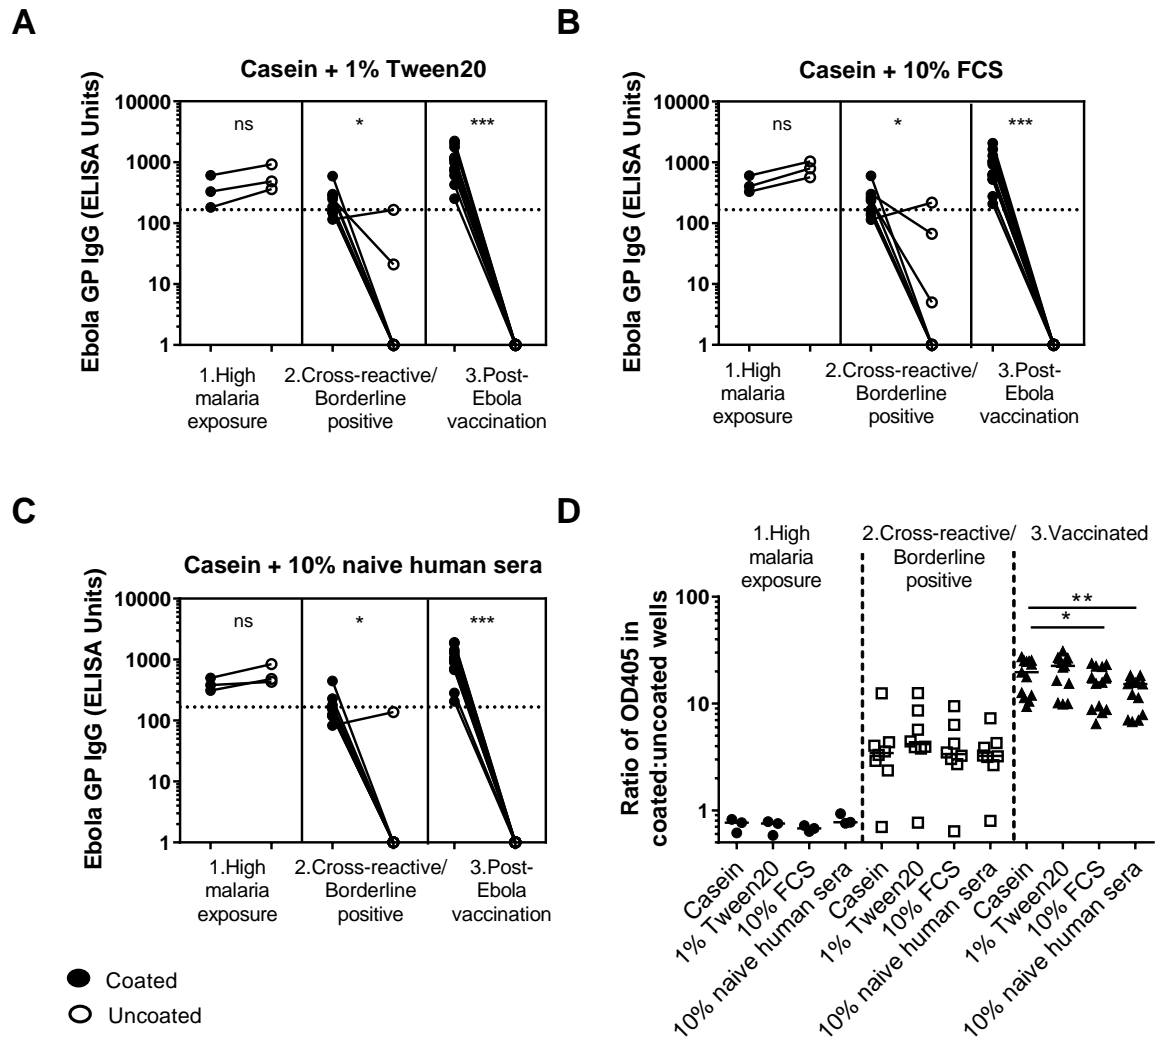 A
Casein + 1% Tween20
Ebola GP IgG (ELISA Units)
10000
1000
100
10
1
ns
*
***
1.High
malaria
exposure
2.Cross-reactive/
Borderline
positive
3.Post-
Ebola
vaccination
B
Casein + 10% FCS
Ebola GP IgG (ELISA Units)
10000
1000
100
10
1
ns
*
***
1.High
malaria
exposure
2.Cross-reactive/
Borderline
positive
3.Post-
Ebola
vaccination
C
Casein + 10% naive human sera
Ebola GP IgG (ELISA Units)
10000
1000
100
10
1
ns
*
***
1.High
malaria
exposure
2.Cross-reactive/
Borderline
positive
3.Post-
Ebola
vaccination
Coated
Uncoated
D
1.High
malaria
exposure
2.Cross-reactive/
Borderline
positive
3.Vaccinated
Ratio of OD405 in
coated:uncoated wells
100
10
1
**
*
Casein
1% Tween20
10% FCS
10% naive human sera
Casein
1% Tween20
10% FCS
10% naive human sera
Casein
1% Tween20
10% FCS
10% naive human sera